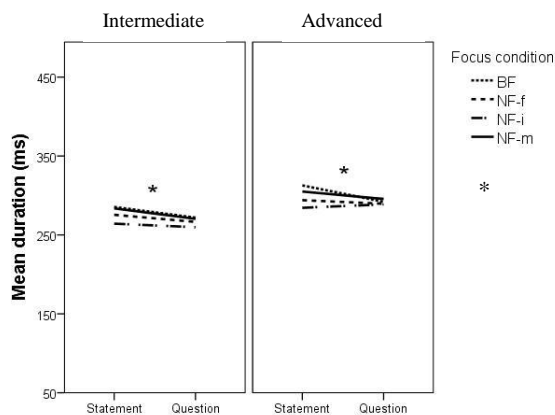 Intermediate Advanced
Focus condition
BF
NF-f
NF-i
NF-m
*
* *
Mean duration (ms)
450
350
250
150
50
Statement Question Statement Question